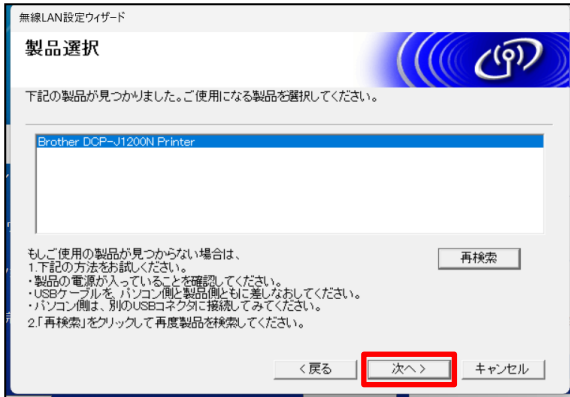 無線LAN設定ウィザード
製品選択
下記の製品が見つかりました。ご使用になる製品を選択してください。
Brother DCP-J1200N Printer
もしご使用の製品が見つからない場合は、
1.下記の方法をお試しください。
・製品の電源が入っていることを確認してください。
・USBケーブルを、パソコン側と製品側ともに差しなおしてください。
・パソコン側は、別のUSBコネクタに接続してみてください。
2.「再検索」をクリックして再度製品を検索してください。
再検索
<戻る
次へ>
キャンセル